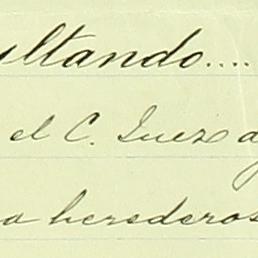 ultando....
el C. Juez d
a herederos